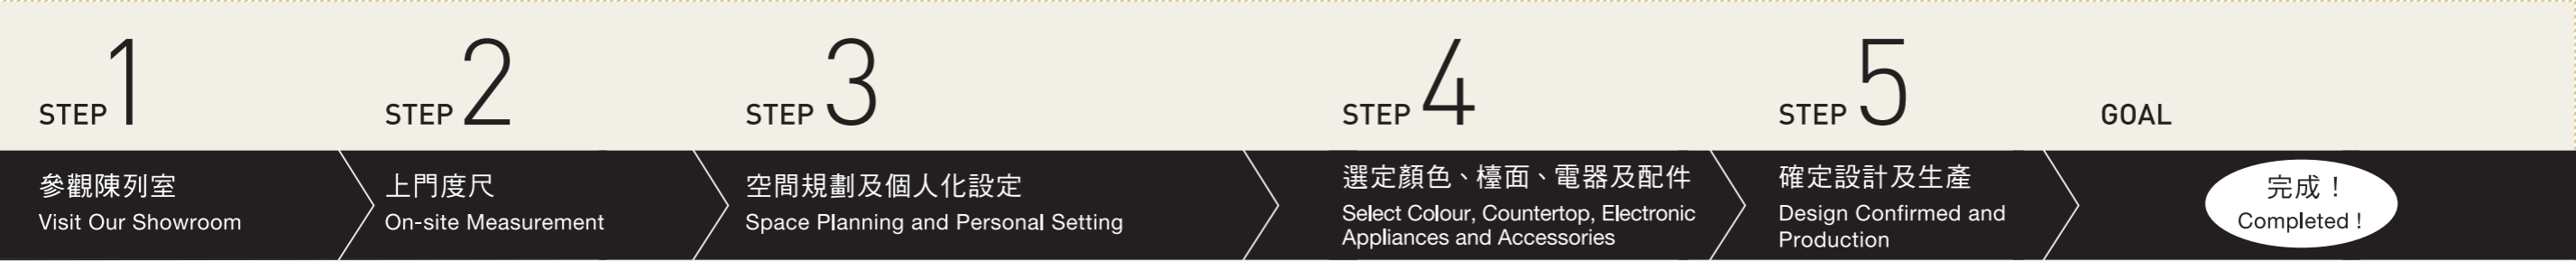 STEP 1
參觀陳列室
Visit Our Showroom
STEP 2
上門度尺
On-site Measurement
STEP 3
空間規劃及個人化設定
Space Planning and Personal Setting
STEP 4
選定顏色、檯面、電器及配件
Select Colour, Countertop, Electronic
Appliances and Accessories
STEP 5
確定設計及生產
Design Confirmed and
Production
GOAL
完成！
Completed !